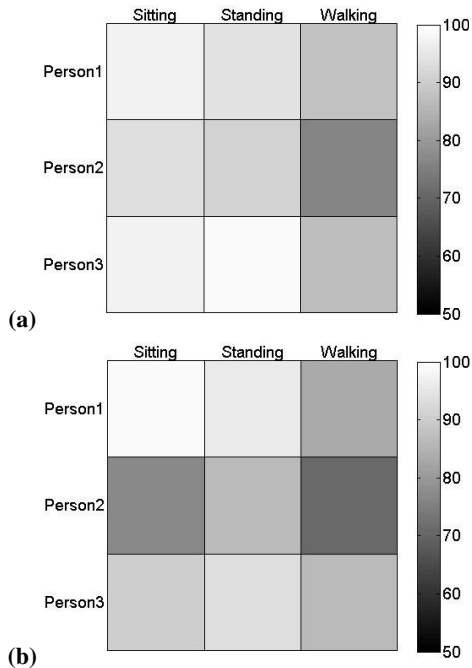 Sitting Standing Walking
100
Person1
90
80
Person2
70
60
Person3
50
(a)
Sitting Standing Walking
100
Person1
90
80
Person2
70
60
Person3
50
(b)